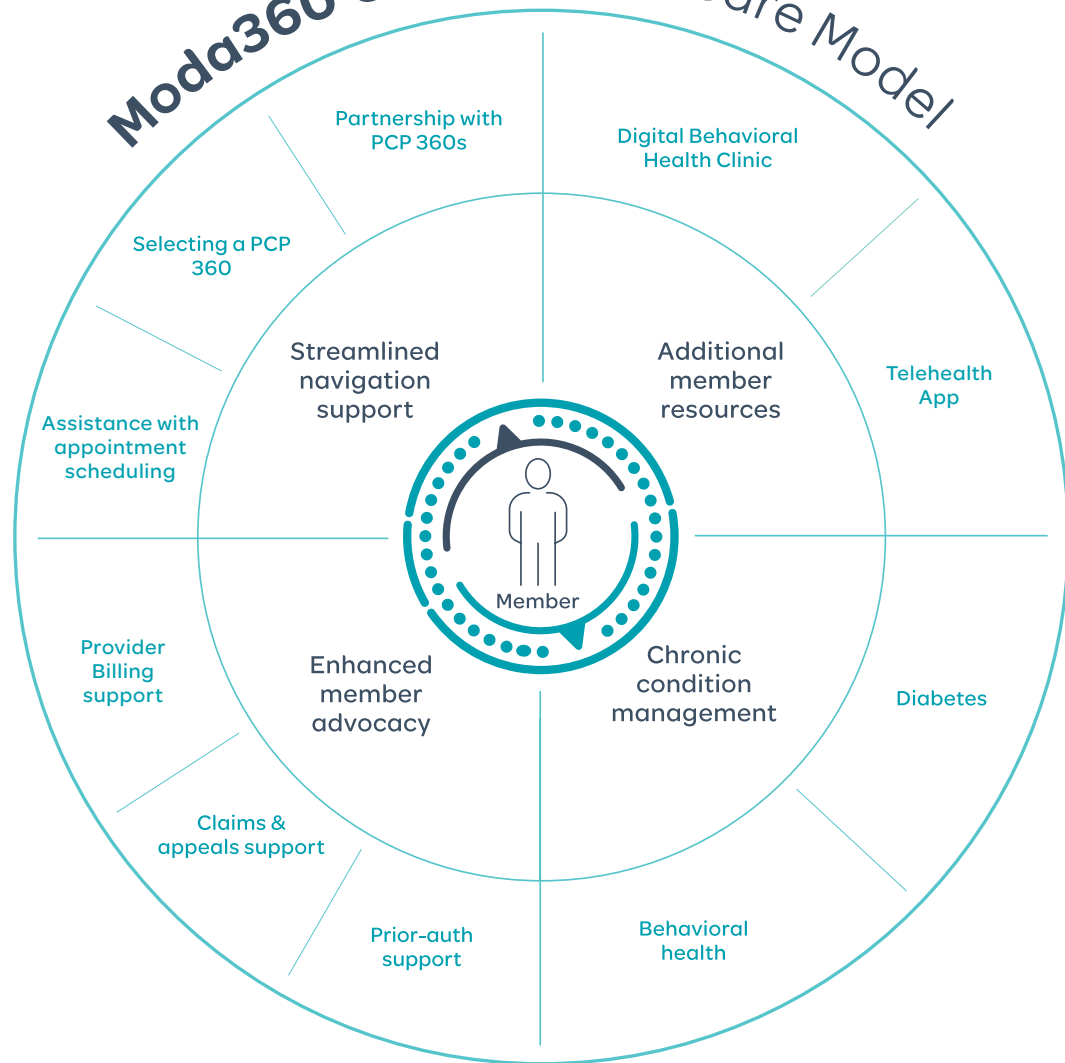 Moda360
Model
Partnership with
PCP 360s
Digital Behavioral
Health Clinic
Selecting a PCP
360
Streamlined
navigation
support
Additional
member
resources
Telehealth
App
Assistance with
appointment
scheduling
Member
Provider
Billing
support
Enhanced
member
advocacy
Chronic
condition
management
Diabetes
Claims &
appeals support
Prior-auth
support
Behavioral
health